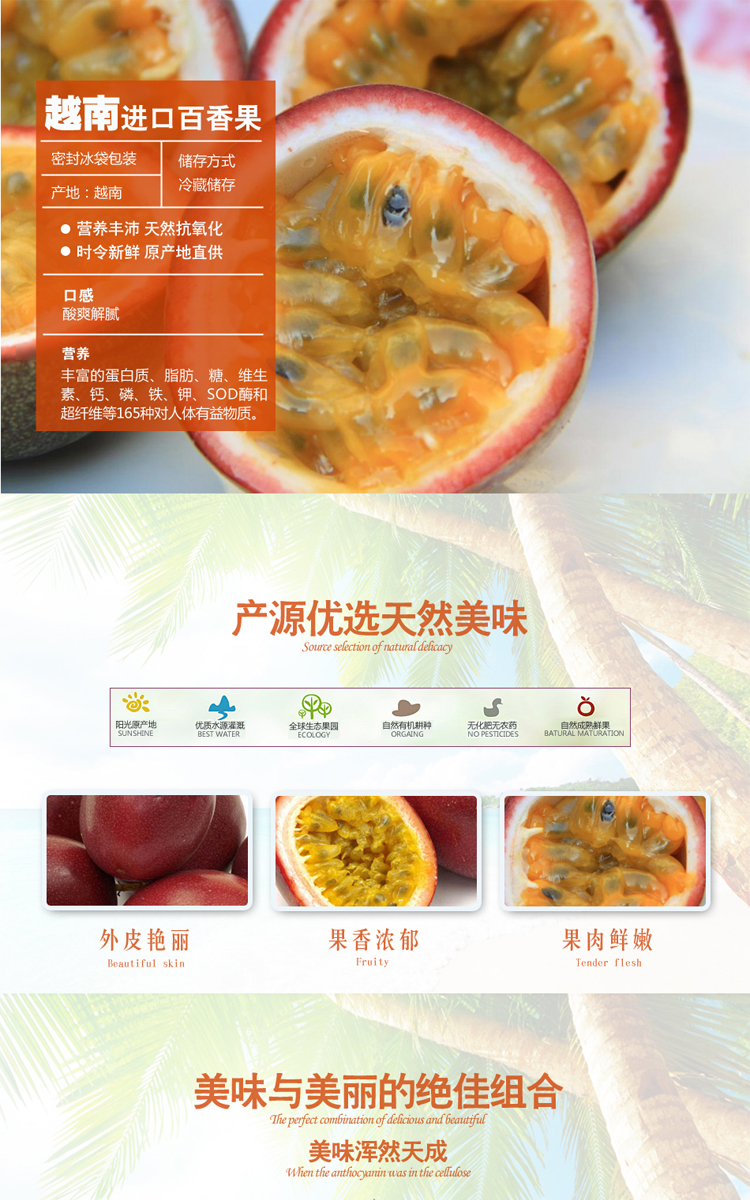 越南进口百香果
密封冰袋包装
产地：越南
储存方式
冷藏储存
● 营养丰沛 天然抗氧化
● 时令新鲜 原产地直供
口感
酸爽解腻
营养
丰富的蛋白质、脂肪、糖、维生
素、钙、磷、铁、钾、SOD酶和
超纤维等165种对人体有益物质。
产源优选天然美味
Source selection of natural delicacy
阳光原产地
SUNSHINE
优质水源灌溉
BEST WATER
全球生态果园
ECOLOGY
自然有机耕种
ORGAING
无化肥无农药
NO PESTICIDES
自然成熟鲜果
BATURAL MATURATION
外皮艳丽
Beautiful skin
果香浓郁
Fruity
果肉鲜嫩
Tender flesh
美味与美丽的绝佳组合
The perfect combination of delicious and beautiful
美味浑然天成
When the anthocyanin was in the cellulose